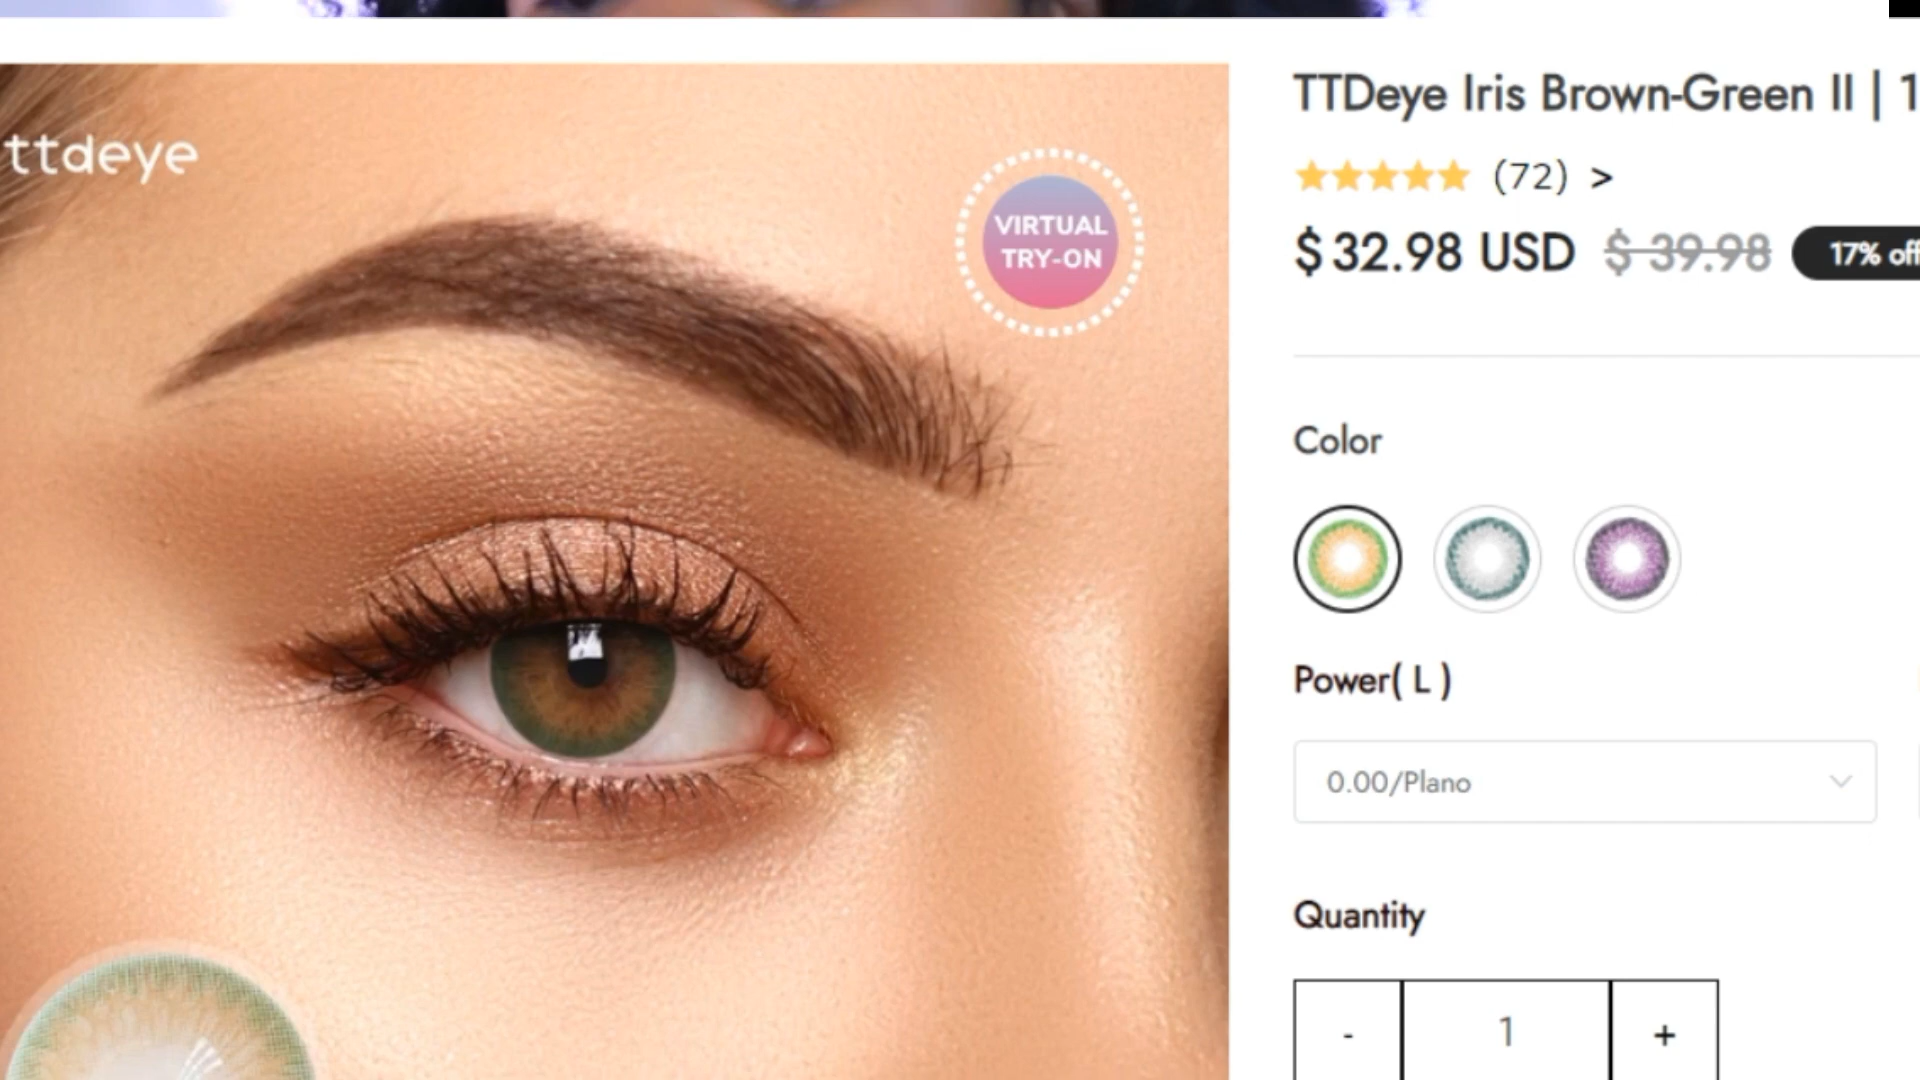 ttdeye
VIRTUAL
TRY-ON
TTDeye Iris Brown-Green II | 1
(72) >
$32.98 USD $39.98 17% off
Color
Power( L )
0.00/Plano
Quantity
- 1 +